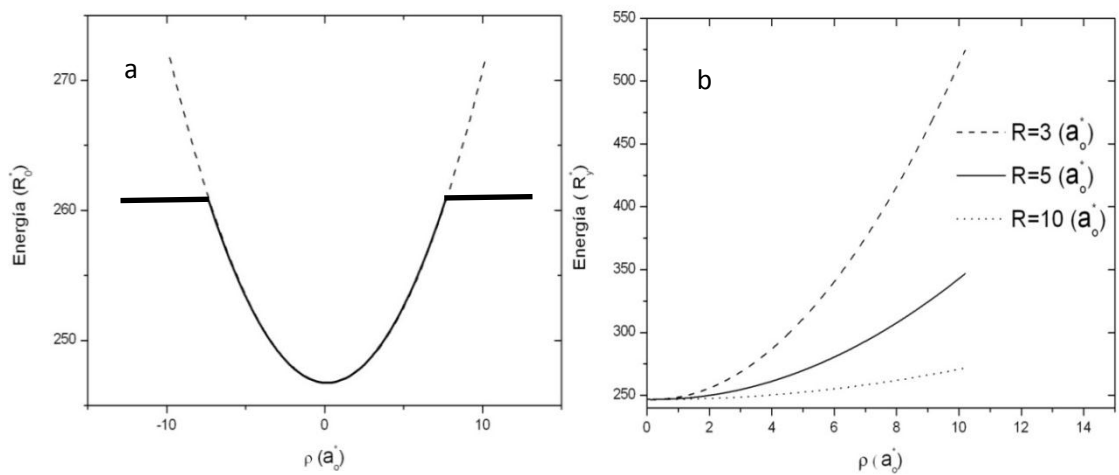 a
Energía (R₀*)
270
260
250
-10
0
10
ρ (a₀*)
b
Energía ( Rᵧ*)
550
500
450
400
350
300
250
0
2
4
6
8
10
12
14
ρ ( a₀*)
R=3 (a₀*)
R=5 (a₀*)
R=10 (a₀*)